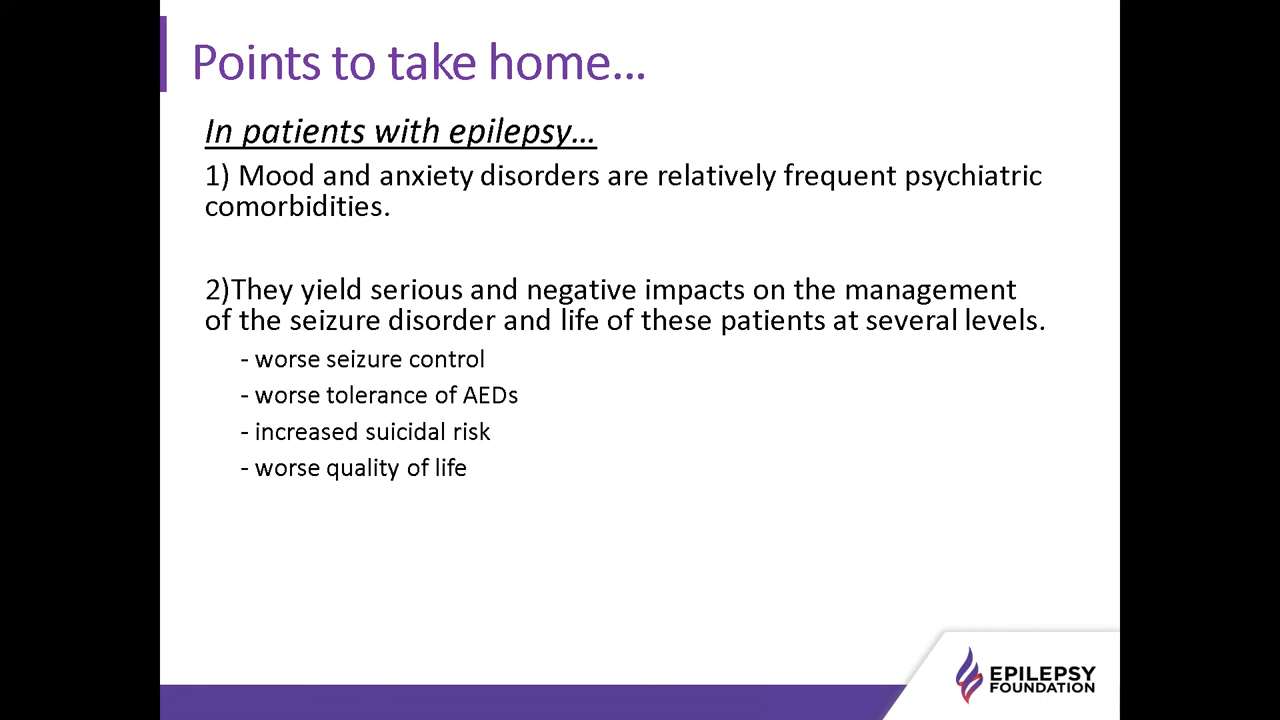 Points to take home...
In patients with epilepsy...
1) Mood and anxiety disorders are relatively frequent psychiatric
comorbidities.
2)They yield serious and negative impacts on the management
of the seizure disorder and life of these patients at several levels.
- worse seizure control
- worse tolerance of AEDs
- increased suicidal risk
- worse quality of life
EPILEPSY
FOUNDATION